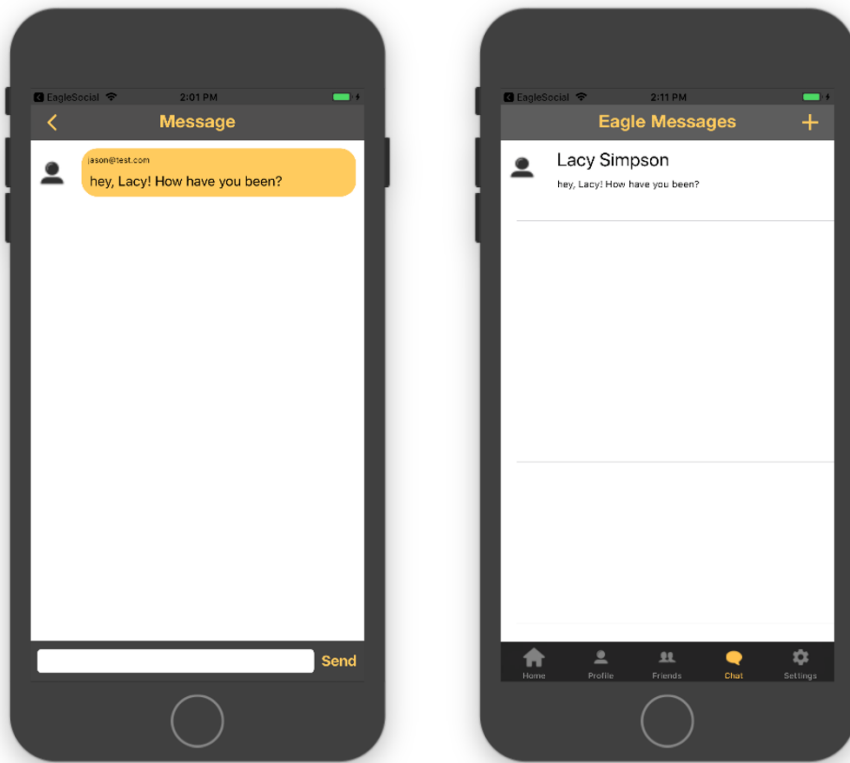 EagleSocial 2:01 PM
Message
jason@test.com
hey, Lacy! How have you been?
Send
EagleSocial 2:11 PM
Eagle Messages +
Lacy Simpson
hey, Lacy! How have you been?
Home Profile Friends Chat Settings